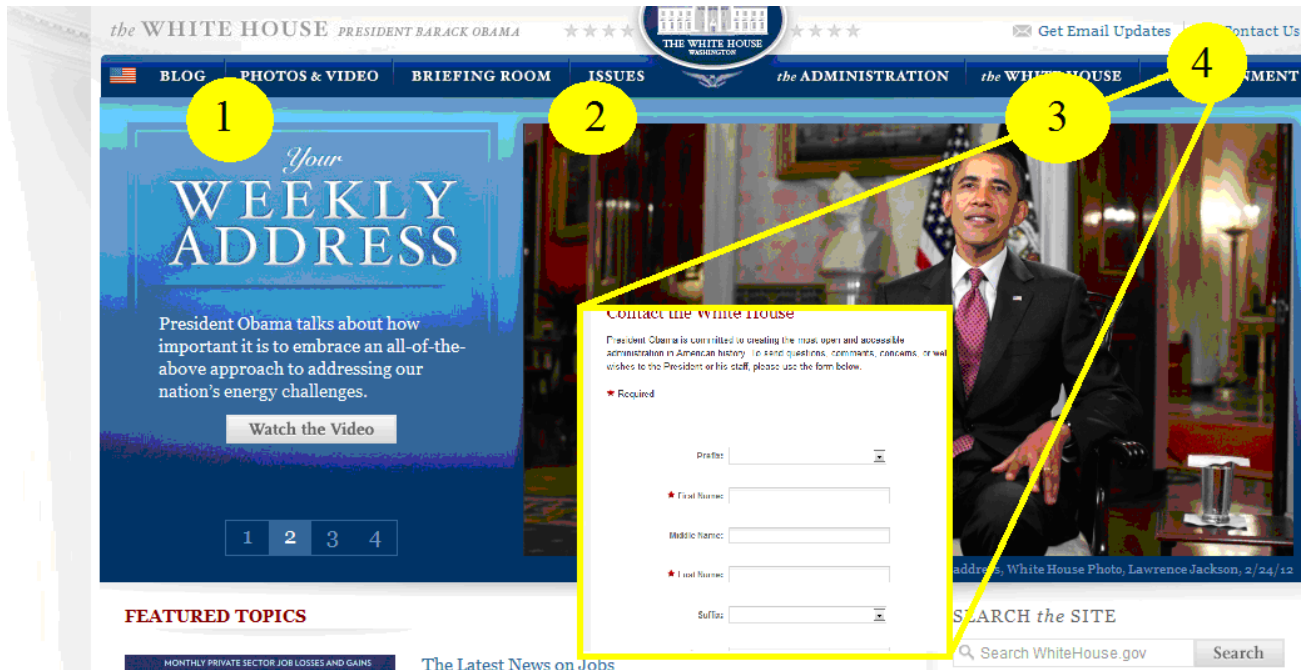 the WHITE HOUSE PRESIDENT BARACK OBAMA
THE WHITE HOUSE
WASHINGTON
Get Email Updates
Contact Us
BLOG PHOTOS & VIDEO BRIEFING ROOM ISSUES the ADMINISTRATION the WHITE HOUSE NMENT
1 2 3 4
Your
WEEKLY
ADDRESS
President Obama talks about how
important it is to embrace an all-of-the-
above approach to addressing our
nation's energy challenges.
Watch the Video
1 2 3 4
Contact the White House
President Obama is committed to creating the most open and accessible
administration in American history. To send questions, comments, concerns, or wel
wishes to the President or his staff, please use the form below.
★ Required
Prefix:
★ First Name:
Middle Name:
★ Last Name:
Suffix:
address, White House Photo, Lawrence Jackson, 2/24/12
FEATURED TOPICS
MONTHLY PRIVATE SECTOR JOB LOSSES AND GAINS
The Latest News on Jobs
SEARCH the SITE
Search WhiteHouse.gov
Search